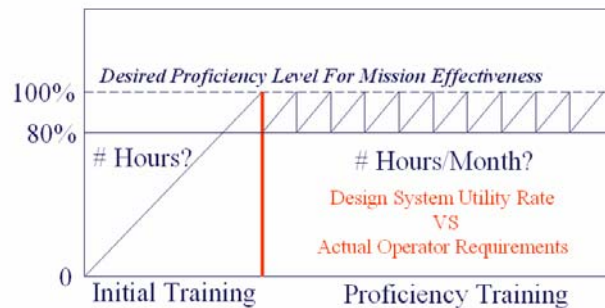 Desired Proficiency Level For Mission Effectiveness
100%
80%
# Hours?
# Hours/Month?
Design System Utility Rate
VS
Actual Operator Requirements
0
Initial Training
Proficiency Training